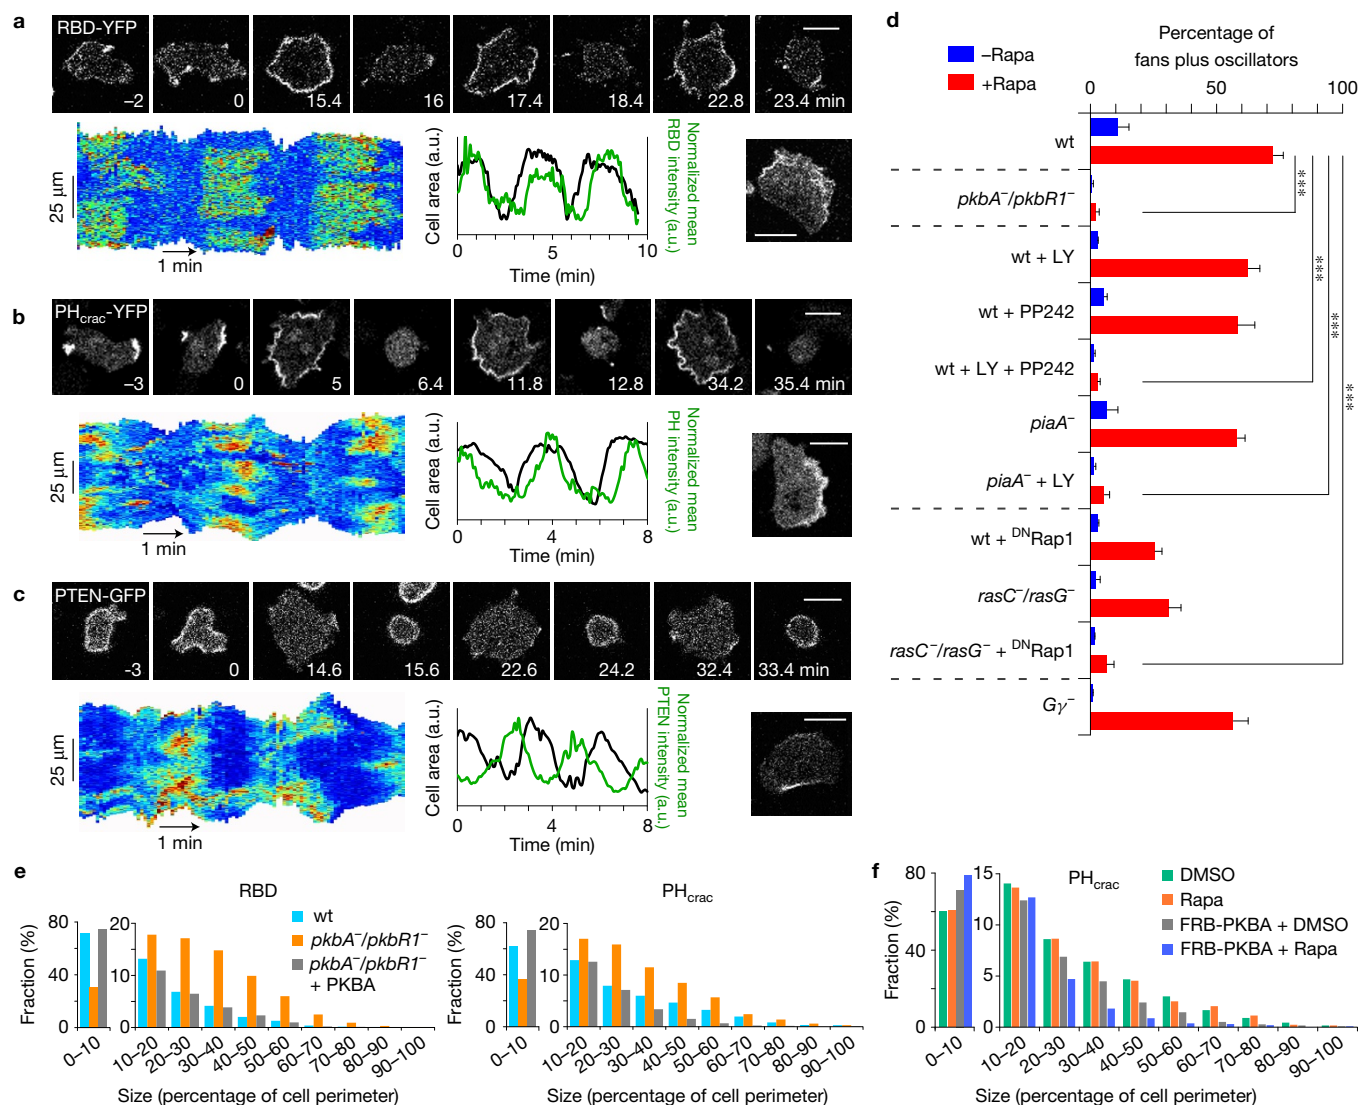 a
RBD-YFP
–2
0
15.4
16
17.4
18.4
22.8
23.4 min
25 μm
1 min
Cell area (a.u.)
Normalized mean
RBD intensity (a.u.)
0
5
10
Time (min)
b
PHcrac-YFP
–3
0
5
6.4
11.8
12.8
34.2
35.4 min
25 μm
1 min
Cell area (a.u.)
Normalized mean
PH intensity (a.u.)
0
4
8
Time (min)
c
PTEN-GFP
-3
0
14.6
15.6
22.6
24.2
32.4
33.4 min
25 μm
1 min
Cell area (a.u.)
Normalized mean
PTEN intensity (a.u.)
0
4
8
Time (min)
d
–Rapa
+Rapa
Percentage of
fans plus oscillators
0
50
100
wt
pkbA–/pkbR1–
wt + LY
wt + PP242
wt + LY + PP242
piaA–
piaA– + LY
wt + DNRap1
rasC–/rasG–
rasC–/rasG– + DNRap1
Gγ–
***
***
***
***
e
RBD
Fraction (%)
80
40
0
20
10
0
wt
pkbA–/pkbR1–
pkbA–/pkbR1–
+ PKBA
0–10
10–20
20–30
30–40
40–50
50–60
60–70
70–80
80–90
90–100
Size (percentage of cell perimeter)
PHcrac
Fraction (%)
80
40
0
20
10
0
0–10
10–20
20–30
30–40
40–50
50–60
60–70
70–80
80–90
90–100
Size (percentage of cell perimeter)
f
PHcrac
Fraction (%)
80
40
0
15
10
5
0
DMSO
Rapa
FRB-PKBA + DMSO
FRB-PKBA + Rapa
0–10
10–20
20–30
30–40
40–50
50–60
60–70
70–80
80–90
90–100
Size (percentage of cell perimeter)